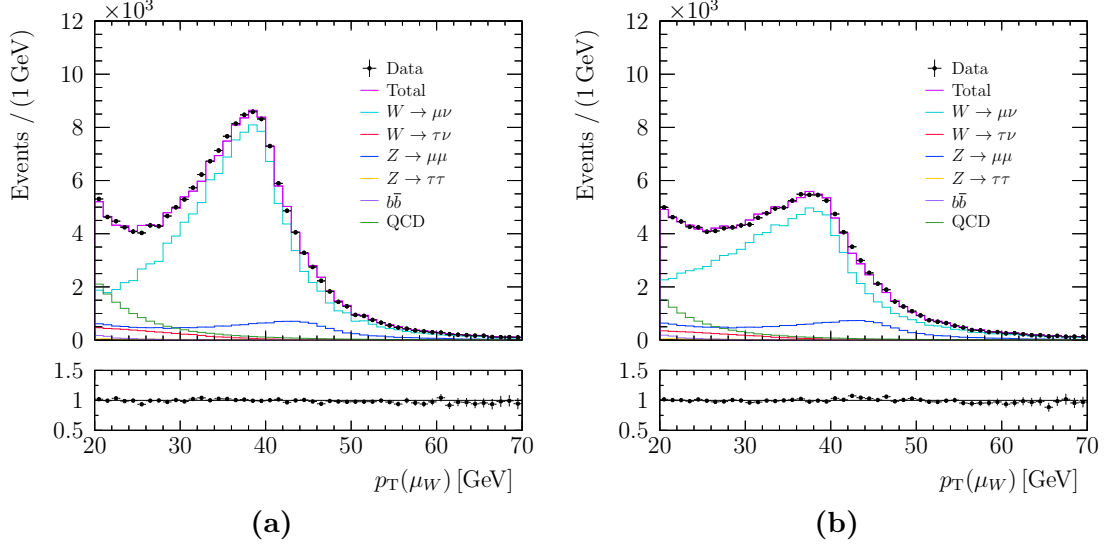 ×10³
12
10
8
6
4
2
0
Events / (1 GeV)
Data
Total
W → μν
W → τν
Z → μμ
Z → ττ
bb̄
QCD
1.5
1
0.5
20 30 40 50 60 70
p_T(μ_W) [GeV]
(a)
×10³
12
10
8
6
4
2
0
Events / (1 GeV)
Data
Total
W → μν
W → τν
Z → μμ
Z → ττ
bb̄
QCD
1.5
1
0.5
20 30 40 50 60 70
p_T(μ_W) [GeV]
(b)